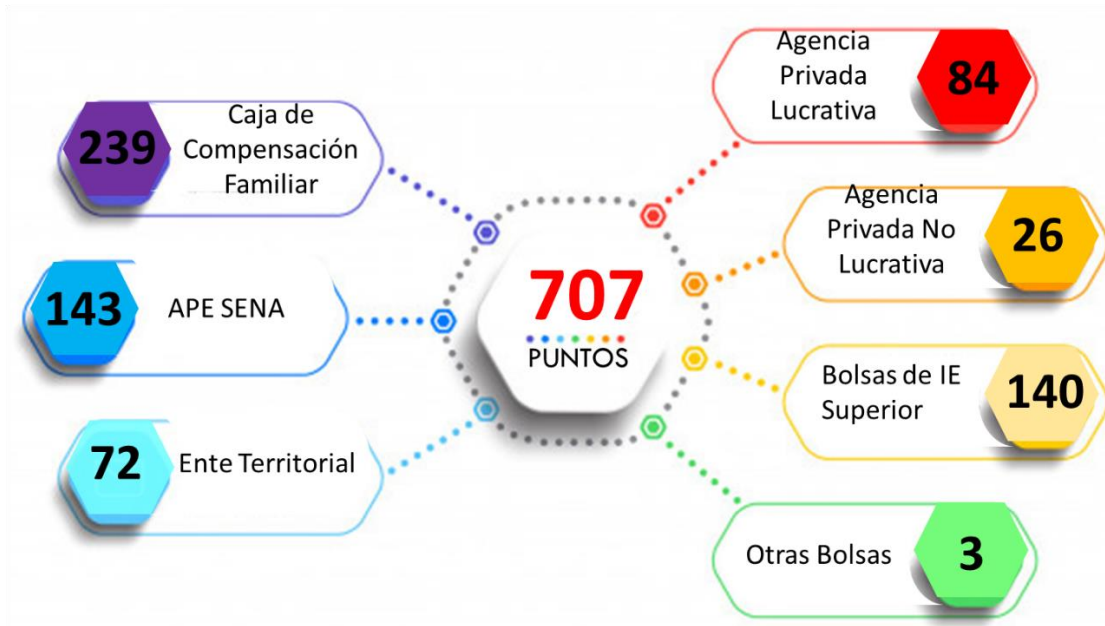 239
Caja de
Compensación
Familiar
143
APE SENA
72
Ente Territorial
707
PUNTOS
Agencia
Privada
Lucrativa
84
Agencia
Privada No
Lucrativa
26
Bolsas de IE
Superior
140
Otras Bolsas
3